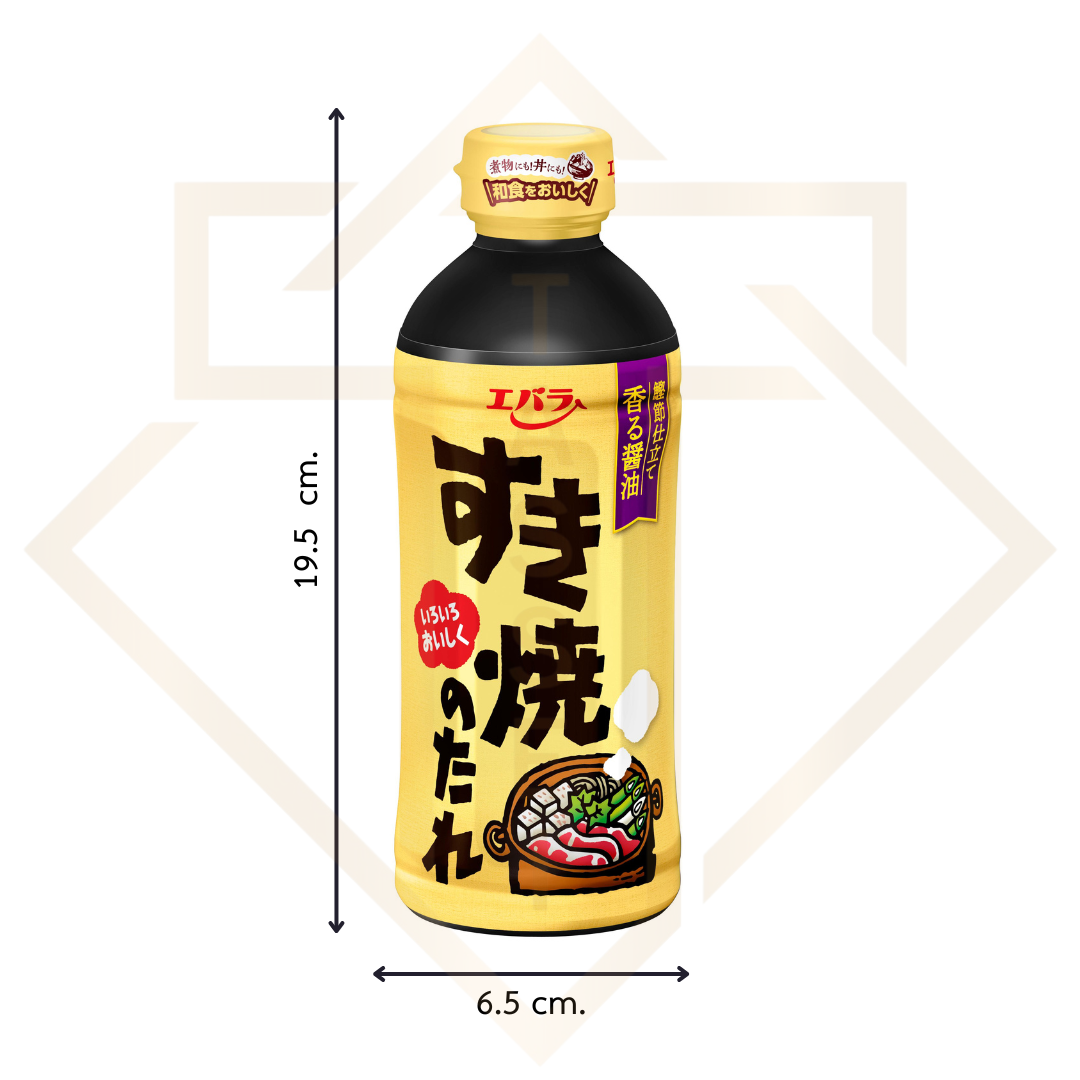 煮物にも!丼にも!
和食をおいしく
エバラ
鰹節仕立て
香る醤油
すき焼のたれ
いろいろ
おいしく
19.5 cm.
6.5 cm.